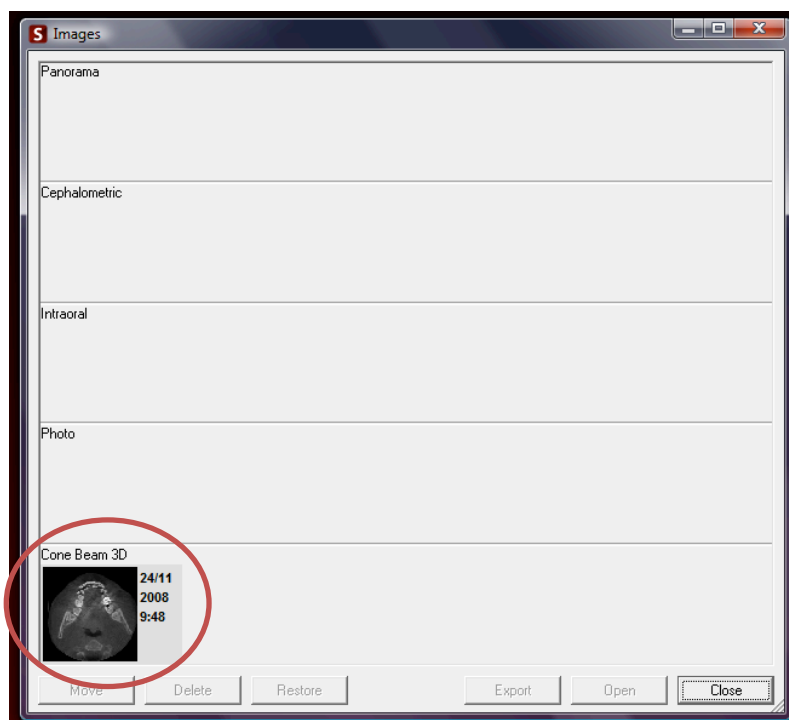 S Images
Panorama
Cephalometric
Intraoral
Photo
Cone Beam 3D
24/11
2008
9:48
Move Delete Restore Export Open Close